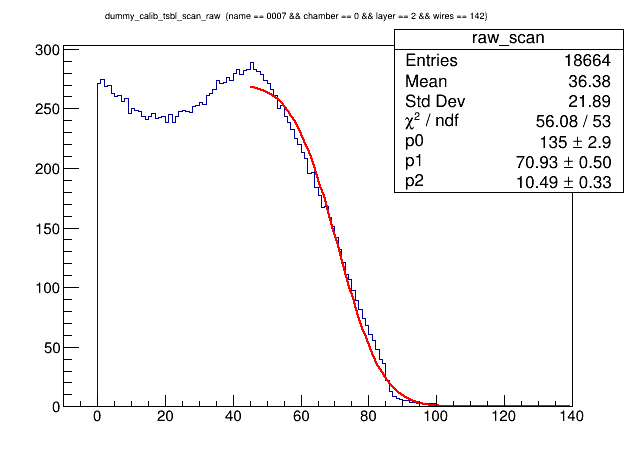 dummy_calib_tsbl_scan_raw (name == 0007 && chamber == 0 && layer == 2 && wires == 142)
raw_scan
Entries 18664
Mean 36.38
Std Dev 21.89
χ² / ndf 56.08 / 53
p0 135 ± 2.9
p1 70.93 ± 0.50
p2 10.49 ± 0.33
300
250
200
150
100
50
0
0 20 40 60 80 100 120 140